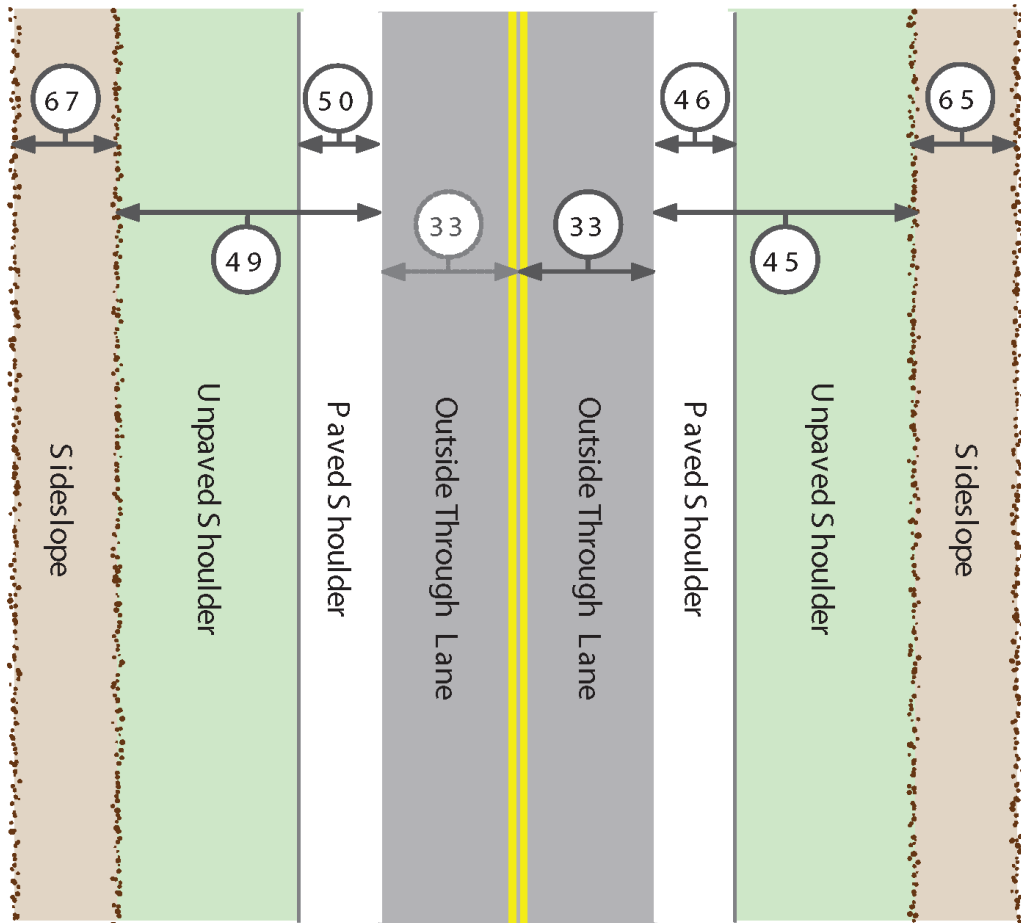 67
50
46
65
33
33
49
45
Sideslope
Unpaved Shoulder
Paved Shoulder
Outside Through Lane
Outside Through Lane
Paved Shoulder
Unpaved Shoulder
Sideslope